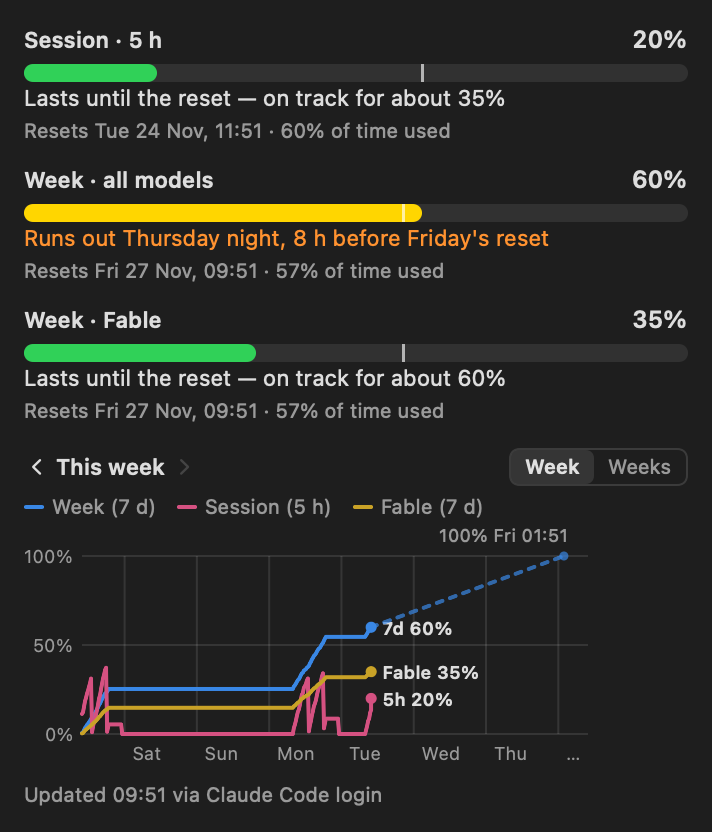 Session · 5 h 20%
Lasts until the reset — on track for about 35%
Resets Tue 24 Nov, 11:51 · 60% of time used
Week · all models 60%
Runs out Thursday night, 8 h before Friday's reset
Resets Fri 27 Nov, 09:51 · 57% of time used
Week · Fable 35%
Lasts until the reset — on track for about 60%
Resets Fri 27 Nov, 09:51 · 57% of time used
This week Week Weeks
Week (7 d) Session (5 h) Fable (7 d)
100% Fri 01:51
100%
7d 60%
50%
Fable 35%
5h 20%
0%
Sat Sun Mon Tue Wed Thu ...
Updated 09:51 via Claude Code login